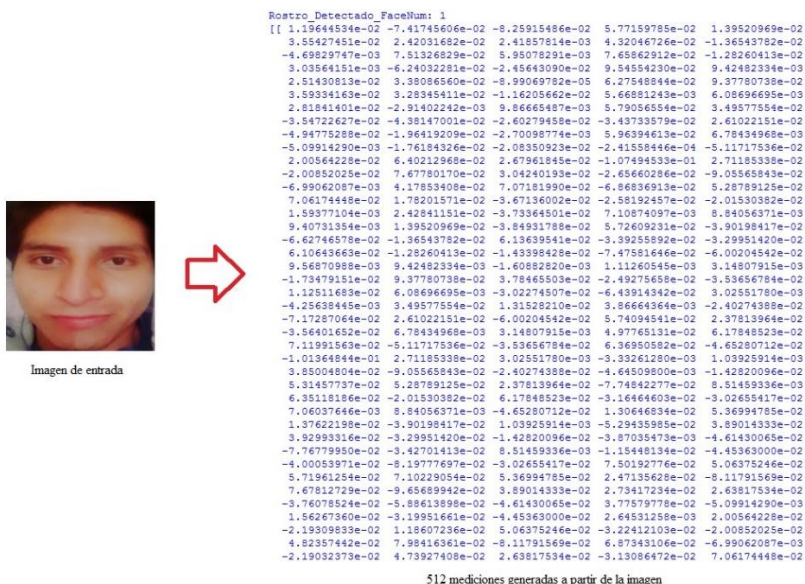 Rostro_Detectado_FaceNum: 1
[[ 1.19644534e-02 -7.41745606e-02 -8.25915486e-02 5.77159785e-02 1.39520969e-02
3.55427451e-02 2.42031682e-02 2.41857814e-03 4.32046726e-02 -1.36543782e-02
-4.69829747e-03 7.51326829e-02 5.95078291e-03 7.65862912e-02 -1.28260413e-02
3.03564151e-03 -6.24032281e-02 -2.45643090e-02 9.54554230e-02 9.42482334e-03
2.51430813e-02 3.38086560e-02 -8.99069782e-05 6.27548844e-02 9.37780738e-02
3.59334163e-02 3.28345411e-02 -1.16205662e-02 5.66881243e-03 6.08696695e-03
2.81841401e-02 -2.91402242e-03 9.86665487e-03 5.79056554e-02 3.49577554e-02
-3.54722627e-02 -4.38147001e-02 -2.60279458e-02 -3.43733579e-02 2.61022151e-02
-4.94775288e-02 -1.96419209e-02 -2.70098774e-02 5.96394613e-02 6.78434968e-03
-5.09914290e-03 -1.76184326e-02 -2.08350923e-02 -2.41558446e-04 -5.11717536e-02
2.00564228e-02 6.40212968e-02 2.67961845e-02 -1.07494533e-01 2.71185338e-02
-2.00852025e-02 7.67780170e-02 3.04240193e-02 -2.65660286e-02 -9.05565843e-02
-6.99062087e-03 4.17853408e-02 7.07181990e-02 -6.86836913e-02 5.28789125e-02
7.06174448e-02 1.78201571e-02 -3.67136002e-02 -2.58192457e-02 -2.01530382e-02
1.59377104e-03 2.42841151e-02 -3.73364501e-02 7.10874097e-03 8.84056371e-03
9.40731354e-03 1.39520969e-02 -3.84931788e-02 5.72609231e-02 -3.90198417e-02
-6.62746578e-02 -1.36543782e-02 6.13639541e-02 -3.39255892e-02 -3.29951420e-02
6.10643663e-02 -1.28260413e-02 -1.43398428e-02 -7.47581646e-02 -6.00204542e-02
9.56870988e-03 9.42482334e-03 -1.60882820e-03 1.11260545e-03 3.14807915e-03
-1.73479151e-02 9.37780738e-02 3.78465503e-02 -2.49275658e-02 -3.53656784e-02
1.12511683e-02 6.08696695e-03 -3.02274507e-02 -6.43914342e-02 3.02551780e-03
-4.25638445e-03 3.49577554e-02 1.31528210e-02 3.86664364e-03 -2.40274388e-02
-7.17287064e-02 2.61022151e-02 -6.00204542e-02 5.74094541e-02 2.37813964e-02
-3.56401652e-02 6.78434968e-03 3.14807915e-03 4.97765131e-02 6.17848523e-02
7.11991563e-02 -5.11717536e-02 -3.53656784e-02 6.36950582e-02 -4.65280712e-02
-1.01364844e-01 2.71185338e-02 3.02551780e-03 -3.33261280e-03 1.03925914e-03
3.85004804e-02 -9.05565843e-02 -2.40274388e-02 -4.64509800e-03 -1.42820096e-02
5.31457737e-02 5.28789125e-02 2.37813964e-02 -7.74842277e-02 8.51459336e-03
6.35118186e-02 -2.01530382e-02 6.17848523e-02 -3.16464603e-02 -3.02655417e-02
7.06037646e-03 8.84056371e-03 -4.65280712e-02 1.30646834e-02 5.36994785e-02
1.37622198e-02 -3.90198417e-02 1.03925914e-03 -5.29435985e-02 3.89014333e-02
3.92993316e-02 -3.29951420e-02 -1.42820096e-02 -3.87035473e-03 -4.61430065e-02
-7.76779950e-02 -3.42701413e-02 8.51459336e-03 -1.15448134e-02 -4.45363000e-02
-4.00053971e-02 -8.19777697e-02 -3.02655417e-02 7.50192776e-02 5.06375246e-02
5.71961254e-02 7.10229054e-02 5.36994785e-02 2.47135628e-02 -8.11791569e-02
7.67812729e-02 -9.65689942e-02 3.89014333e-02 2.73417234e-02 2.63817534e-02
-3.76078524e-02 -5.88613898e-02 -4.61430065e-02 3.77579778e-02 -5.09914290e-03
1.56267360e-02 -3.19951661e-02 -4.45363000e-02 2.64531258e-03 2.00564228e-02
-2.19309833e-02 1.18607236e-02 5.06375246e-02 -3.22412103e-02 -2.00852025e-02
4.82357442e-02 7.98416361e-02 -8.11791569e-02 6.87343106e-02 -6.99062087e-03
-2.19032373e-02 4.73927408e-02 2.63817534e-02 -3.13086472e-02 7.06174448e-02
Imagen de entrada
512 mediciones generadas a partir de la imagen